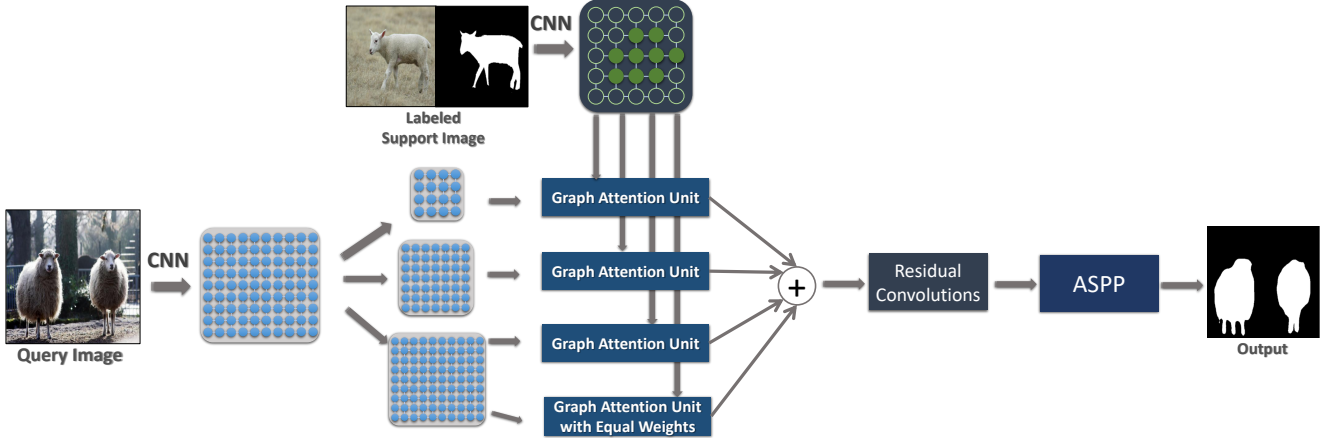 CNN
Labeled
Support Image
Graph Attention Unit
CNN
Graph Attention Unit
+
Residual
Convolutions
ASPP
Graph Attention Unit
Query Image
Output
Graph Attention Unit
with Equal Weights